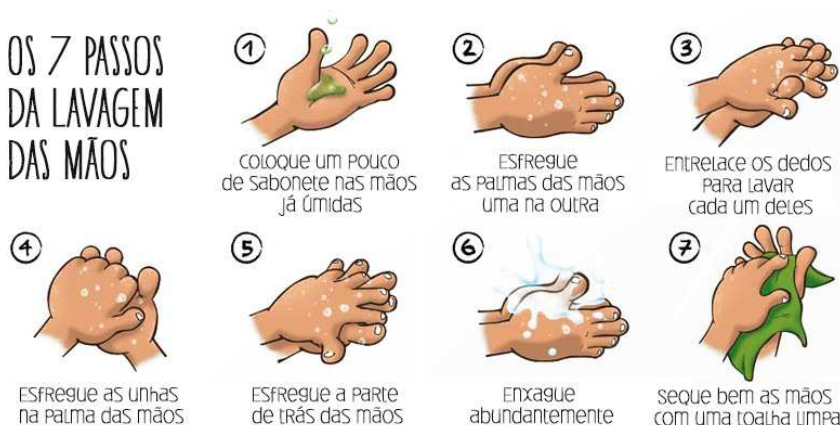 OS 7 PASSOS
DA LAVAGEM
DAS MÃOS
1
COLOQUE UM POUCO
DE SABONETE NAS MÃOS
JÁ ÚMIDAS
2
ESFREGUE
AS PALMAS DAS MÃOS
UMA NA OUTRA
3
ENTRELACE OS DEDOS
PARA LAVAR
CADA UM DELES
4
ESFREGUE AS UNHAS
NA PALMA DAS MÃOS
5
ESFREGUE A PARTE
DE TRÁS DAS MÃOS
6
ENXAGUE
ABUNDANTEMENTE
7
SEQUE BEM AS MÃOS
COM UMA TOALHA LIMPA